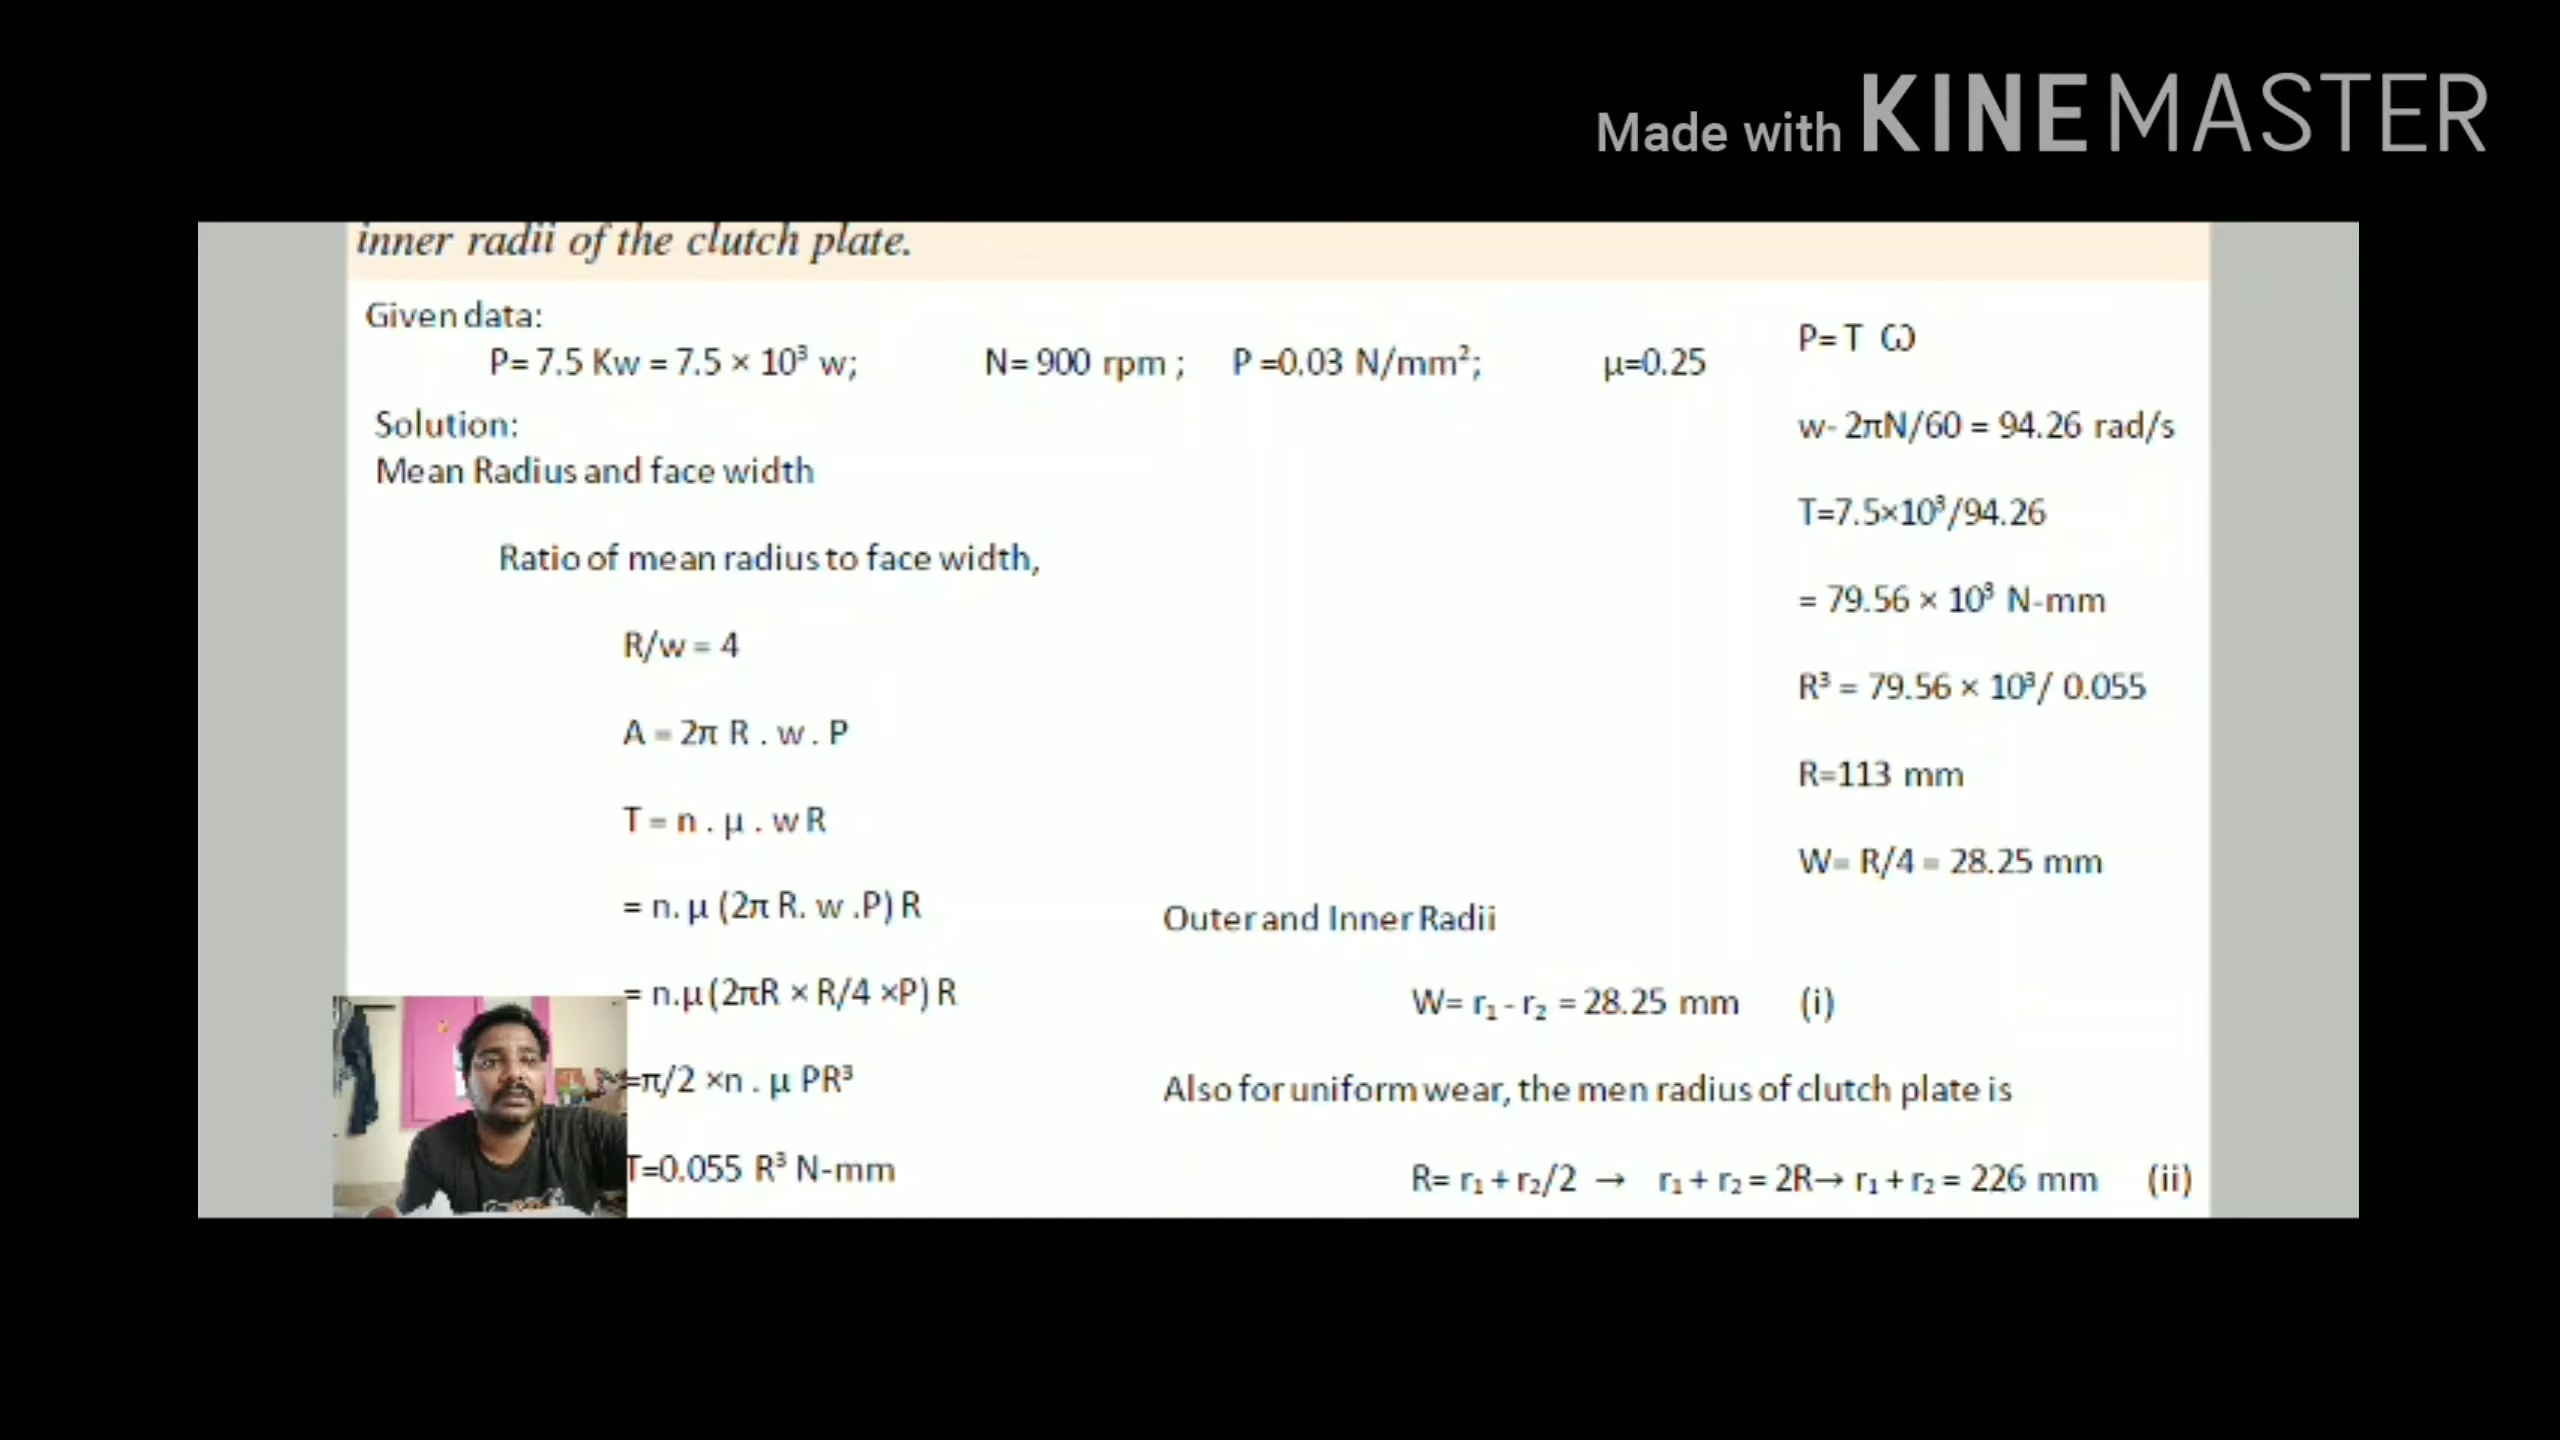 Made with KINEMASTER
inner radii of the clutch plate.
Given data:
P= 7.5 Kw = 7.5 × 10³ w; N= 900 rpm ; P =0.03 N/mm²; μ=0.25
Solution:
Mean Radius and face width
Ratio of mean radius to face width,
R/w = 4
A = 2π R . w . P
T = n . μ . w R
= n. μ (2π R. w .P) R
= n.μ (2πR × R/4 ×P) R
=π/2 ×n . μ PR³
T=0.055 R³ N-mm
P= T ω
w- 2πN/60 = 94.26 rad/s
T=7.5×10³/94.26
= 79.56 × 10³ N-mm
R³ = 79.56 × 10³/ 0.055
R=113 mm
W= R/4 = 28.25 mm
Outer and Inner Radii
W= r₁ - r₂ = 28.25 mm (i)
Also for uniform wear, the men radius of clutch plate is
R= r₁ + r₂/2 → r₁ + r₂ = 2R→ r₁ + r₂ = 226 mm (ii)